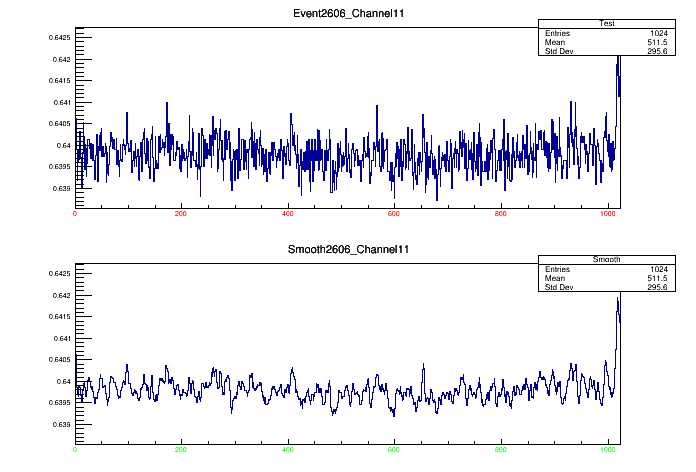 Event2606_Channel11
Test
Entries 1024
Mean 511.5
Std Dev 295.6
0.6425
0.642
0.6415
0.641
0.6405
0.64
0.6395
0.639
0 200 400 600 800 1000
Smooth2606_Channel11
Smooth
Entries 1024
Mean 511.5
Std Dev 295.6
0.6425
0.642
0.6415
0.641
0.6405
0.64
0.6395
0.639
0 200 400 600 800 1000